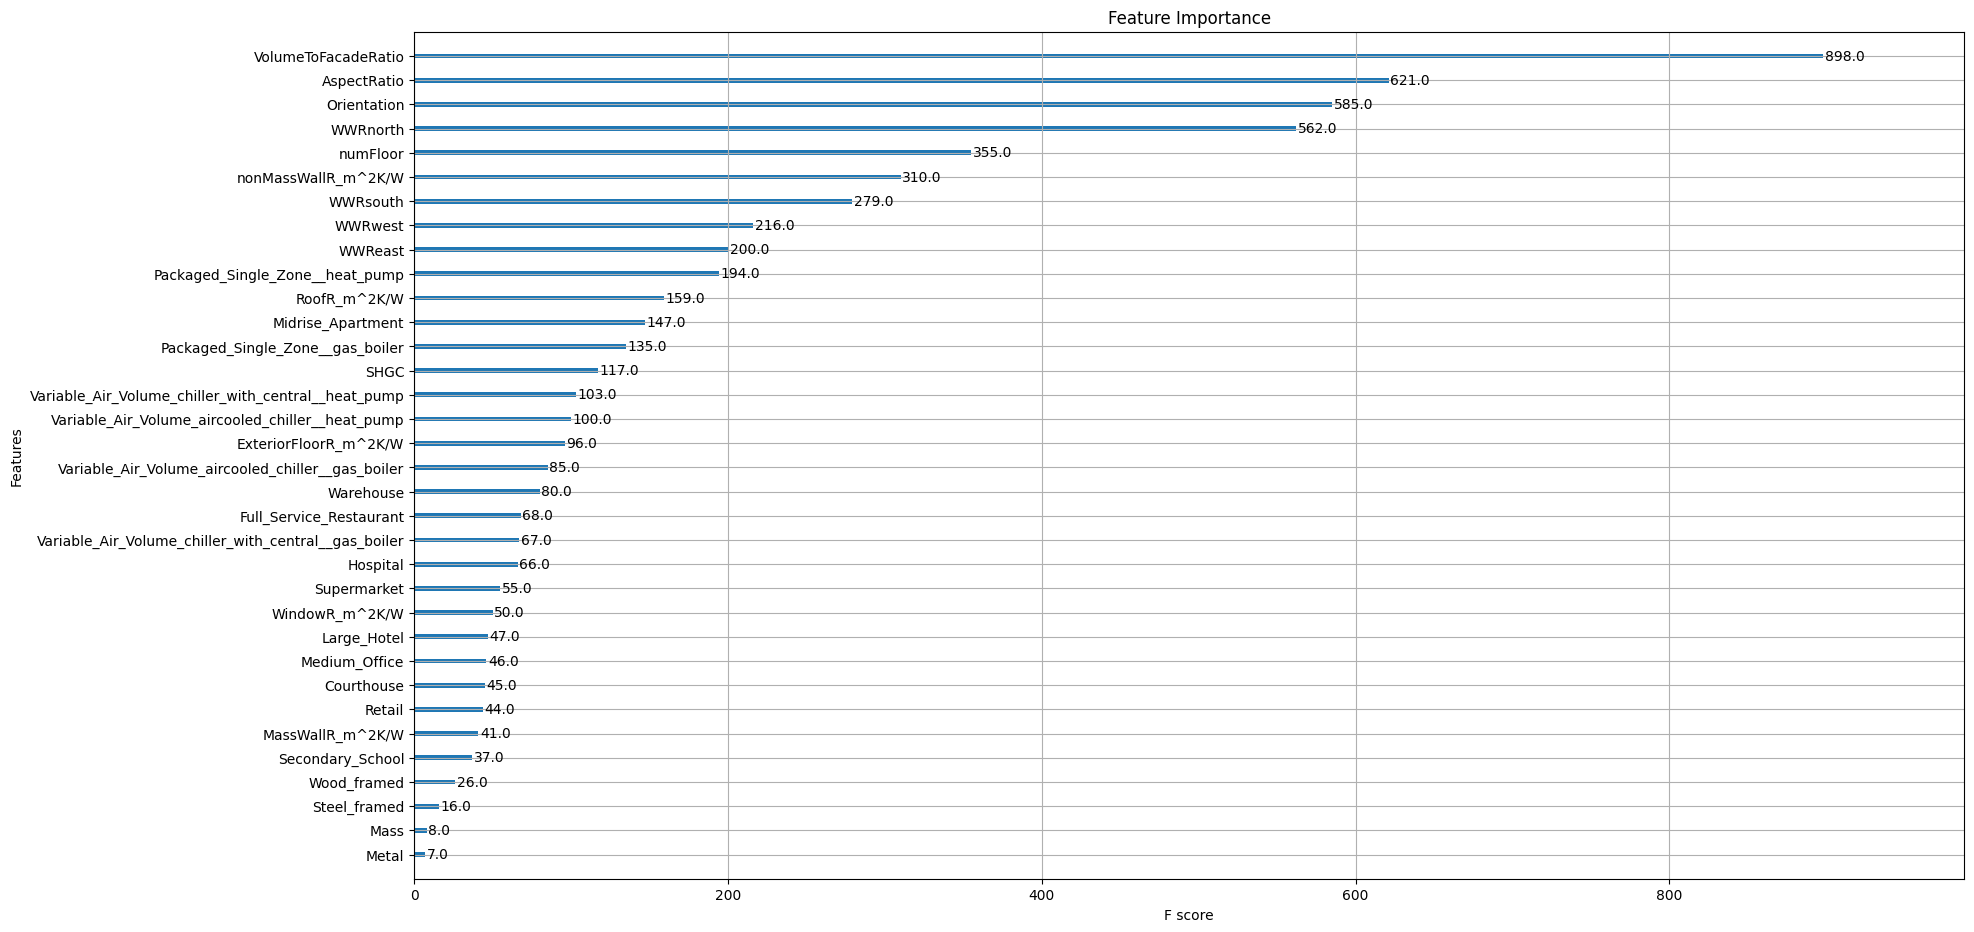 Feature Importance
VolumeToFacadeRatio 898.0
AspectRatio 621.0
Orientation 585.0
WWRnorth 562.0
numFloor 355.0
nonMassWallR_m^2K/W 310.0
WWRsouth 279.0
WWRwest 216.0
WWReast 200.0
Packaged_Single_Zone__heat_pump 194.0
RoofR_m^2K/W 159.0
Midrise_Apartment 147.0
Packaged_Single_Zone__gas_boiler 135.0
SHGC 117.0
Variable_Air_Volume_chiller_with_central__heat_pump 103.0
Variable_Air_Volume_aircooled_chiller__heat_pump 100.0
ExteriorFloorR_m^2K/W 96.0
Variable_Air_Volume_aircooled_chiller__gas_boiler 85.0
Warehouse 80.0
Full_Service_Restaurant 68.0
Variable_Air_Volume_chiller_with_central__gas_boiler 67.0
Hospital 66.0
Supermarket 55.0
WindowR_m^2K/W 50.0
Large_Hotel 47.0
Medium_Office 46.0
Courthouse 45.0
Retail 44.0
MassWallR_m^2K/W 41.0
Secondary_School 37.0
Wood_framed 26.0
Steel_framed 16.0
Mass 8.0
Metal 7.0
Features
0 200 400 600 800
F score